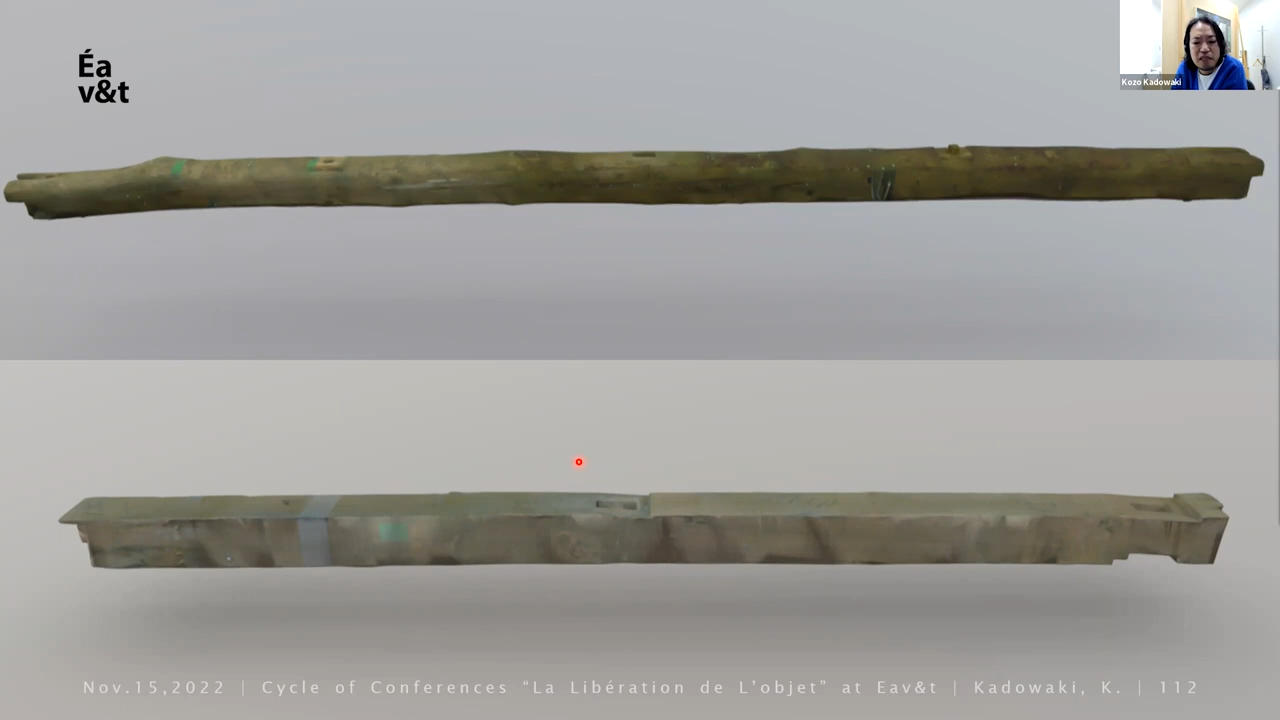 Éa
v&t
Kozo Kadowaki
Nov.15,2022 | Cycle of Conferences “La Libération de L’objet” at Eav&t | Kadowaki, K. | 112